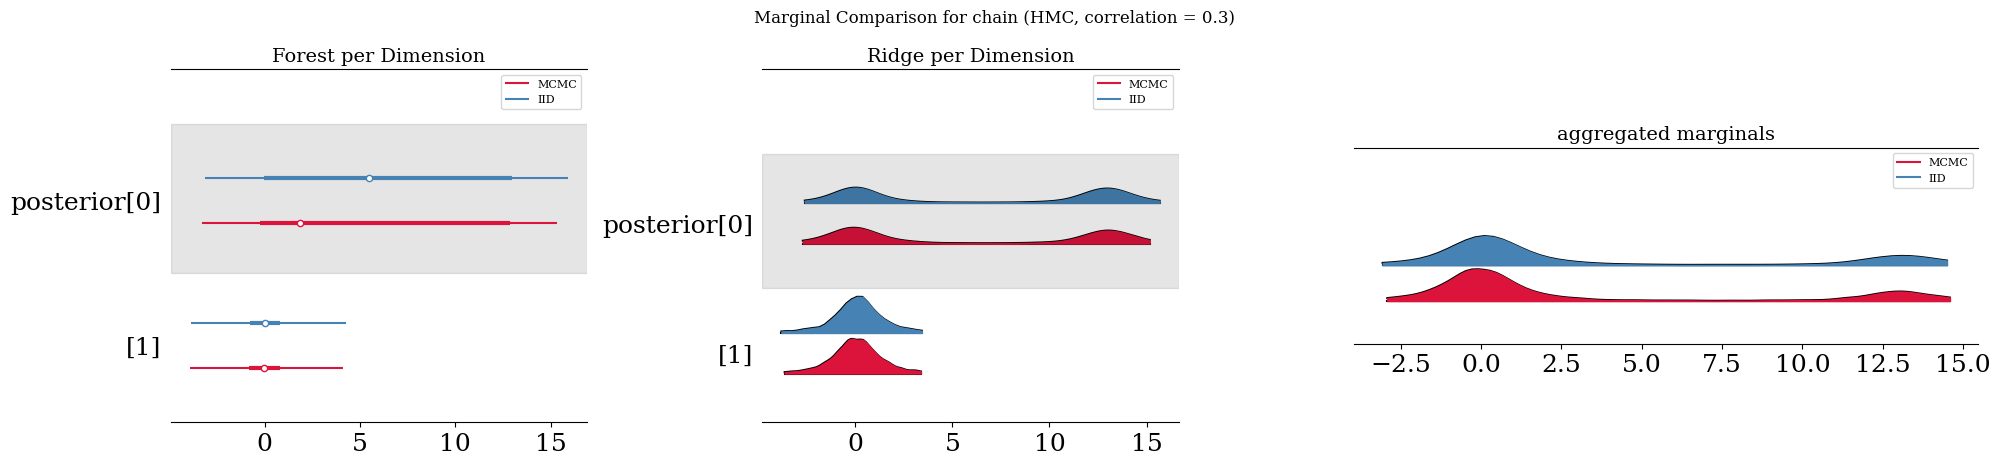 Marginal Comparison for chain (HMC, correlation = 0.3)
Forest per Dimension
MCMC
IID
posterior[0]
[1]
0 5 10 15
Ridge per Dimension
MCMC
IID
posterior[0]
[1]
0 5 10 15
aggregated marginals
MCMC
IID
−2.5 0.0 2.5 5.0 7.5 10.0 12.5 15.0